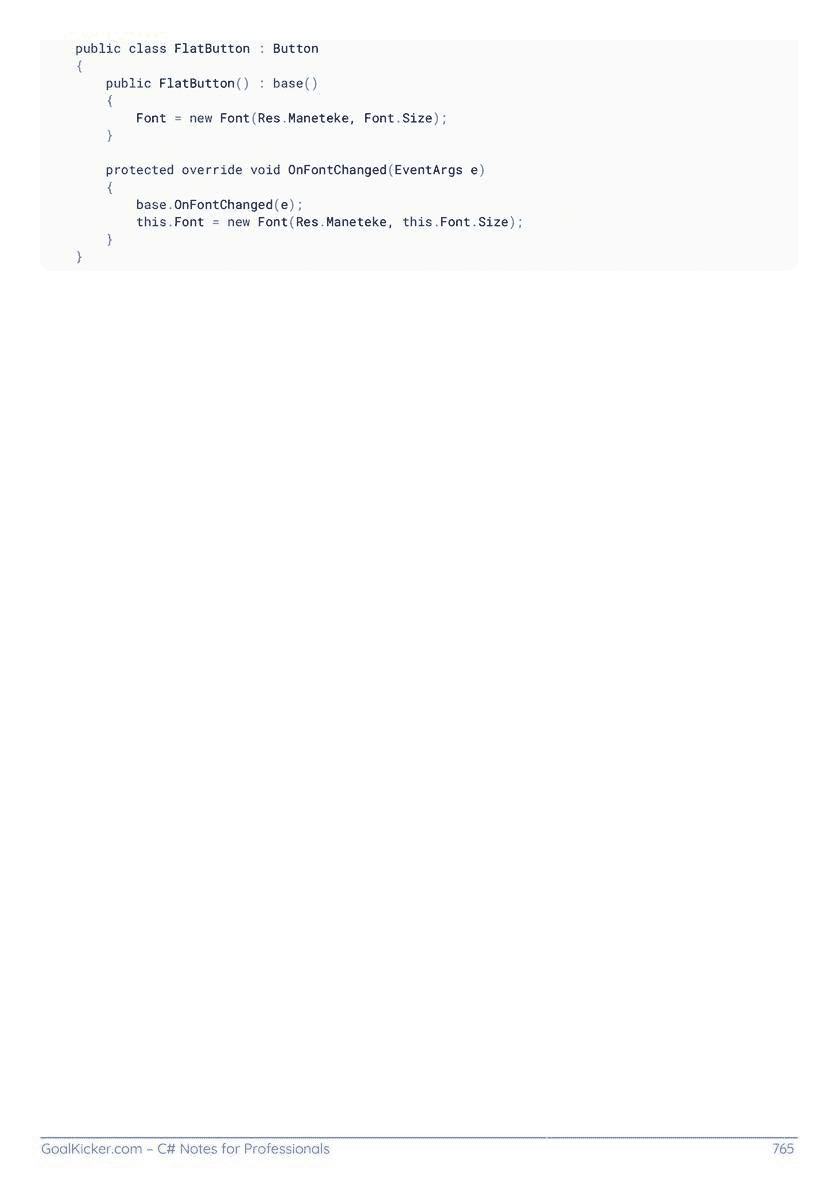 public class FlatButton : Button
{
    public FlatButton() : base()
    {
        Font = new Font(Res.Maneteke, Font.Size);
    }

    protected override void OnFontChanged(EventArgs e)
    {
        base.OnFontChanged(e);
        this.Font = new Font(Res.Maneteke, this.Font.Size);
    }
}
GoalKicker.com – C# Notes for Professionals 765